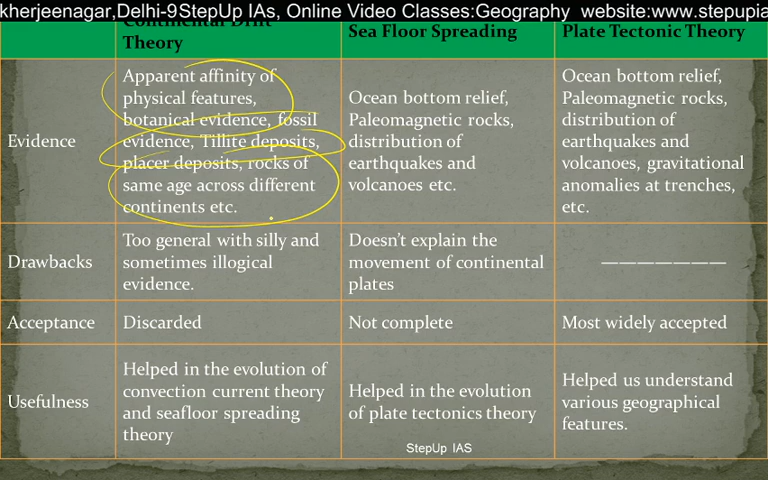 kherjeenagar,Delhi-9StepUp IAs, Online Video Classes:Geography website:www.stepupia
Continental Drift
Theory
Sea Floor Spreading
Plate Tectonic Theory
Evidence
Apparent affinity of
physical features,
botanical evidence, fossil
evidence, Tillite deposits,
placer deposits, rocks of
same age across different
continents etc.
Ocean bottom relief,
Paleomagnetic rocks,
distribution of
earthquakes and
volcanoes etc.
Ocean bottom relief,
Paleomagnetic rocks,
distribution of
earthquakes and
volcanoes, gravitational
anomalies at trenches,
etc.
Drawbacks
Too general with silly and
sometimes illogical
evidence.
Doesn't explain the
movement of continental
plates
———————
Acceptance
Discarded
Not complete
Most widely accepted
Usefulness
Helped in the evolution of
convection current theory
and seafloor spreading
theory
Helped in the evolution
of plate tectonics theory
Helped us understand
various geographical
features.
StepUp IAS